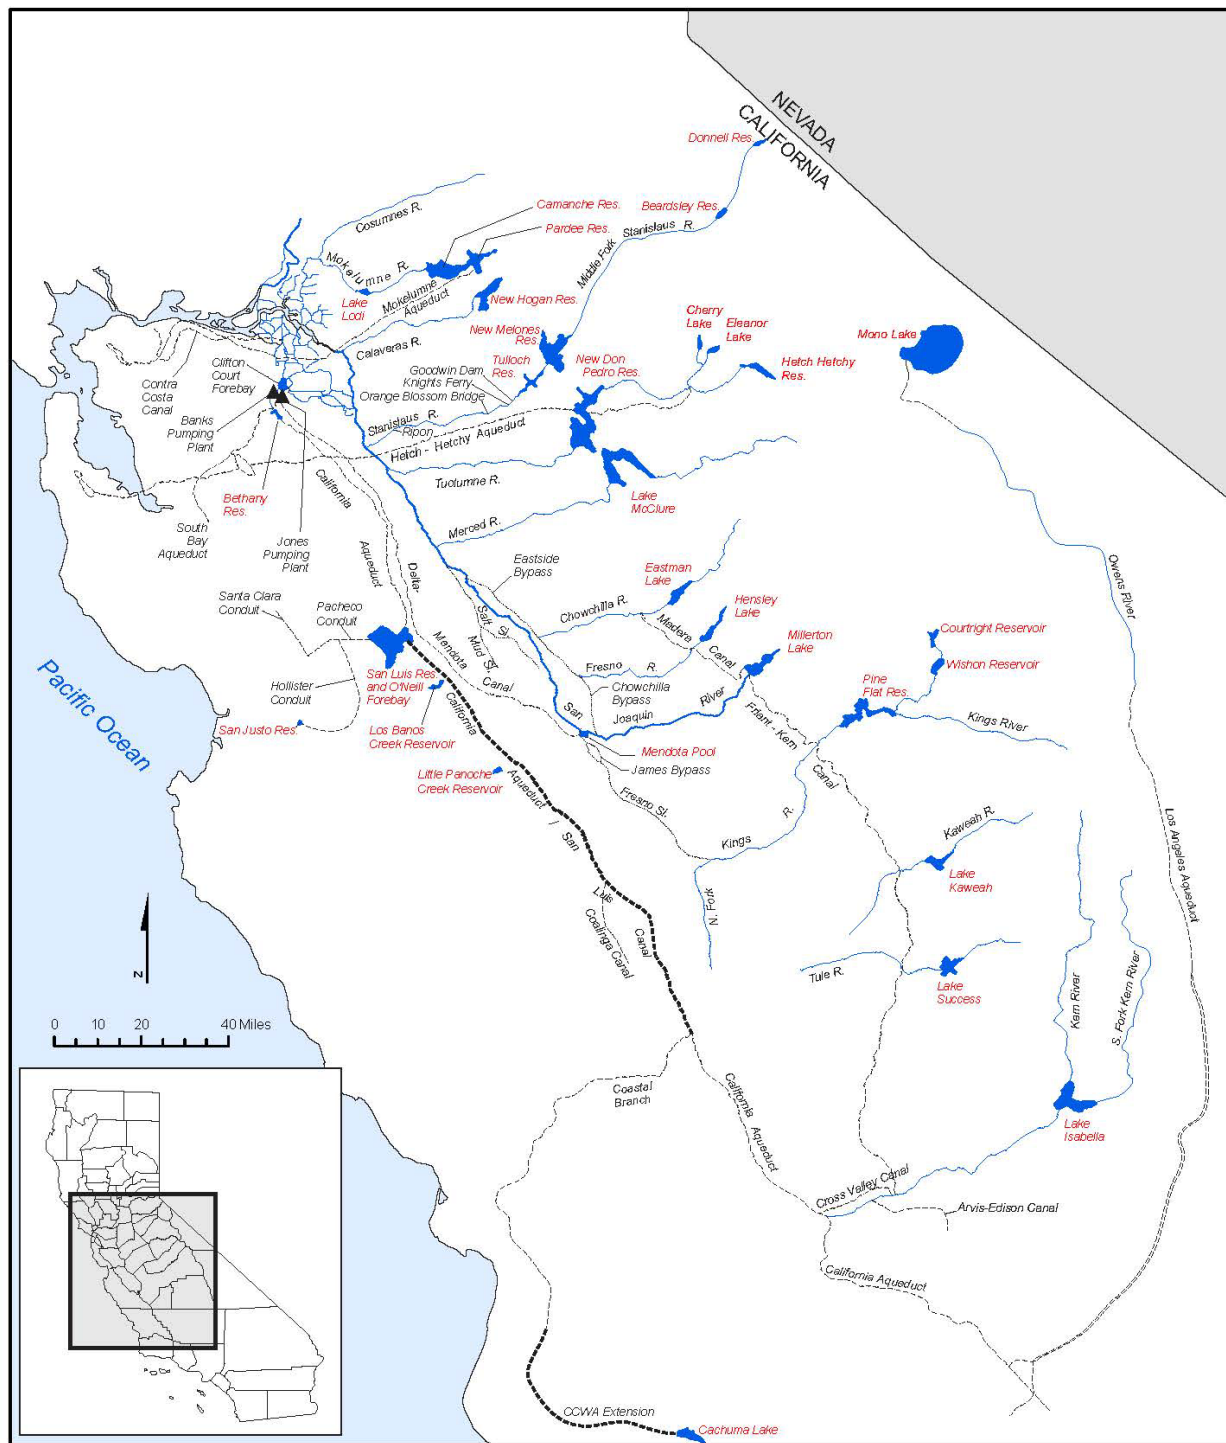 NEVADA
CALIFORNIA
Donnell Res.
Beardsley Res.
Camanche Res.
Pardee Res.
Cosumnes R.
Middle Fork
Stanislaus R.
Mokelumne R.
Lake
Lodi
Mokelumne
Aqueduct
New Hogan Res.
Calaveras R.
New Melones
Res.
Cherry
Lake
Eleanor
Lake
Mono Lake
Hetch Hetchy
Res.
Tulloch
Res.
New Don
Pedro Res.
Clifton
Court
Forebay
Contra
Costa
Canal
Goodwin Dam
Knights Ferry
Orange Blossom Bridge
Banks
Pumping
Plant
Stanislaus R.
Ripon
Hetch - Hetchy Aqueduct
Tuolumne R.
Lake
McClure
Bethany
Res.
South
Bay
Aqueduct
Jones
Pumping
Plant
California
Aqueduct
Merced R.
Eastside
Bypass
Delta-
Mendota
Canal
Owens River
Santa Clara
Conduit
Pacheco
Conduit
Eastman
Lake
Hensley
Lake
Chowchilla R.
Madera
Canal
Millerton
Lake
Courtright Reservoir
Wishon Reservoir
Salt Sl.
Mud Sl.
Fresno R.
Chowchilla
Bypass
San Luis Res.
and O'Neill
Forebay
Hollister
Conduit
San Justo Res.
Los Banos
Creek Reservoir
Pine
Flat Res.
Kings River
San
Joaquin
River
Friant - Kern
Canal
Mendota Pool
James Bypass
Little Panoche
Creek Reservoir
California
Aqueduct / San
Luis
Canal
Fresno Sl.
Kings R.
Kaweah R.
Los Angeles Aqueduct
Lake
Kaweah
N. Fork
Coalinga Canal
Pacific Ocean
Tule R.
Lake
Success
Kern River
S. Fork Kern River
N
0 10 20 40 Miles
Coastal
Branch
California
Aqueduct
Lake
Isabella
Cross Valley Canal
Arvis-Edison Canal
California Aqueduct
CCWA Extension
Cachuma Lake